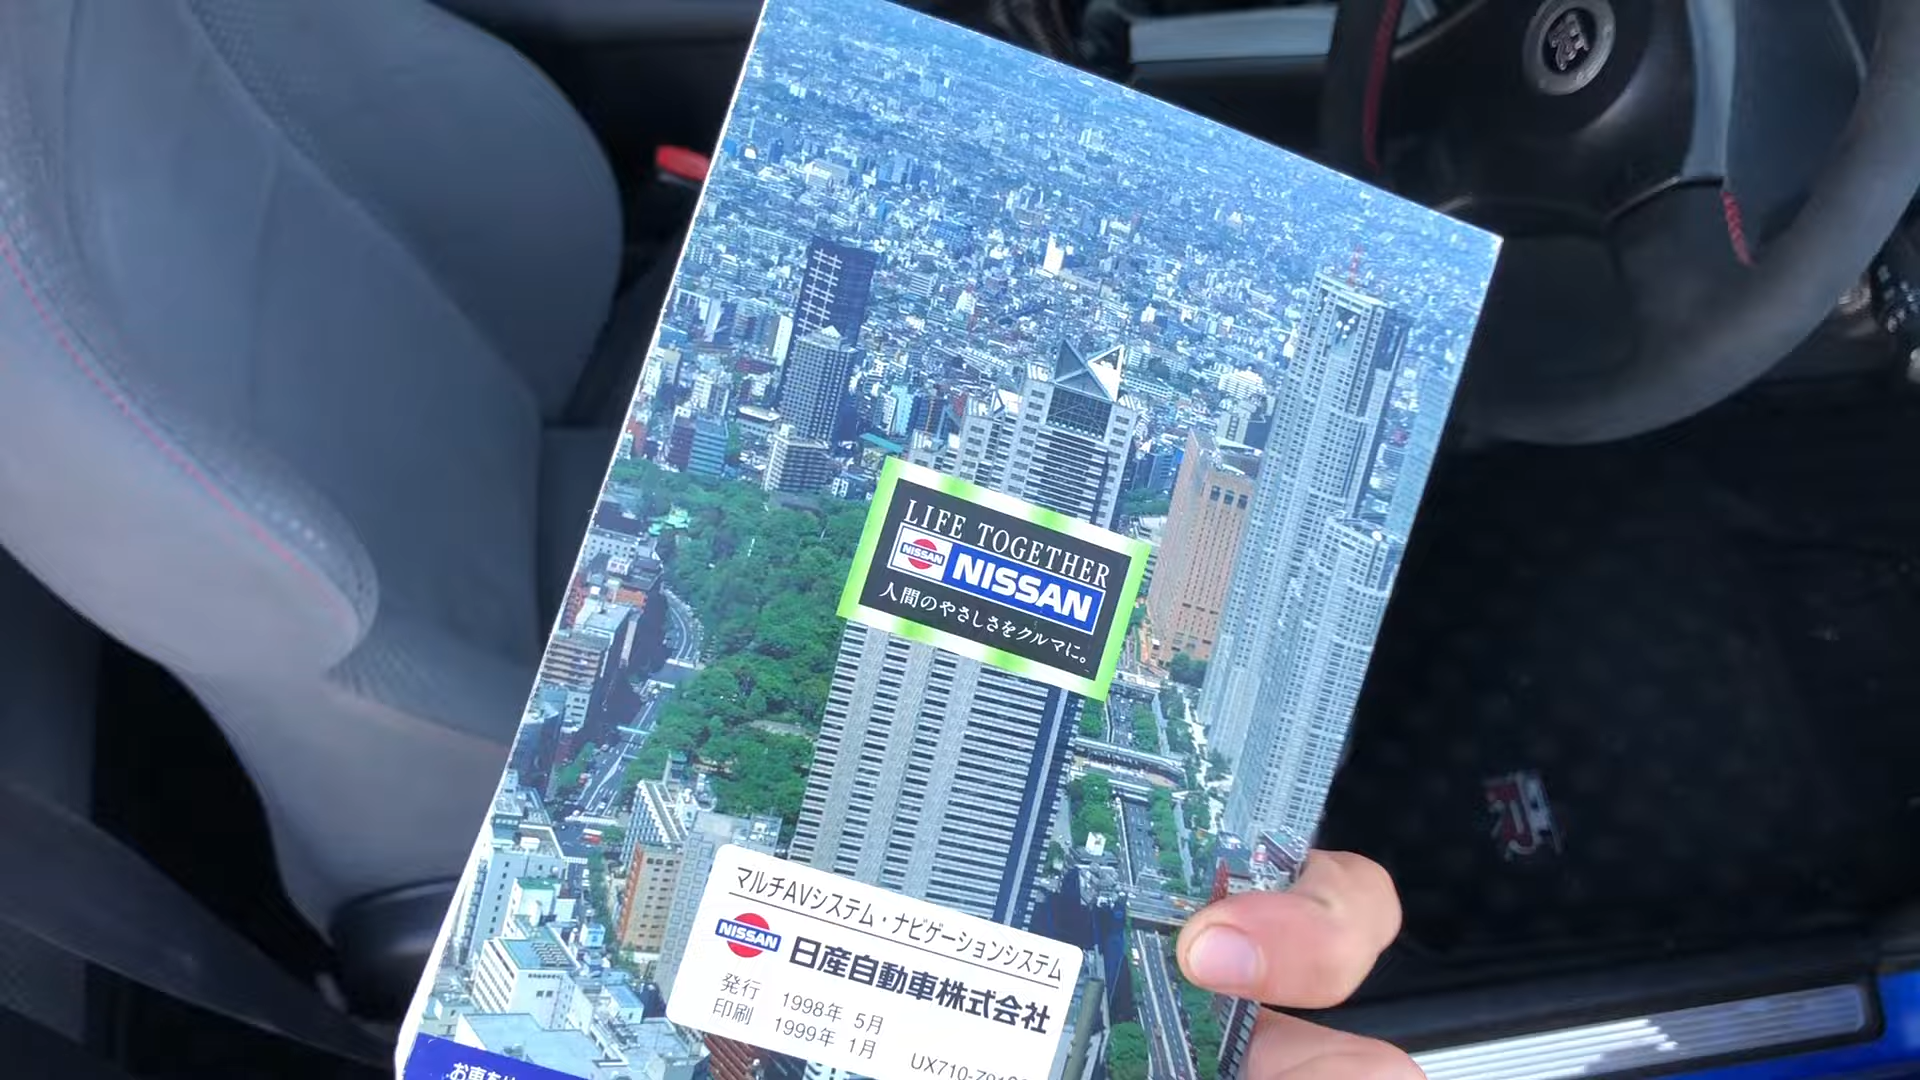 LIFE TOGETHER
NISSAN NISSAN
人間のやさしさをクルマに。
マルチAVシステム・ナビゲーションシステム
NISSAN 日産自動車株式会社
発行 1998年 5月
印刷 1999年 1月